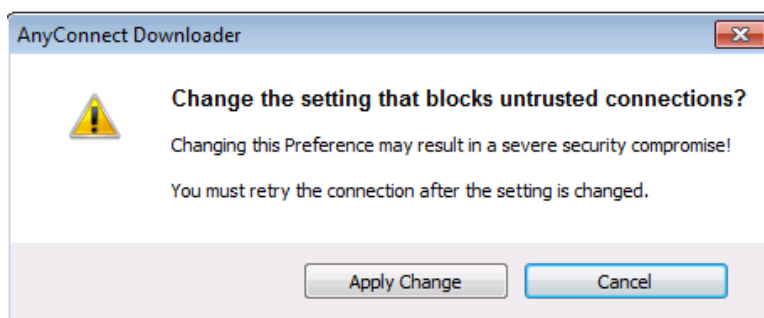 AnyConnect Downloader
Change the setting that blocks untrusted connections?
Changing this Preference may result in a severe security compromise!
You must retry the connection after the setting is changed.
Apply Change
Cancel